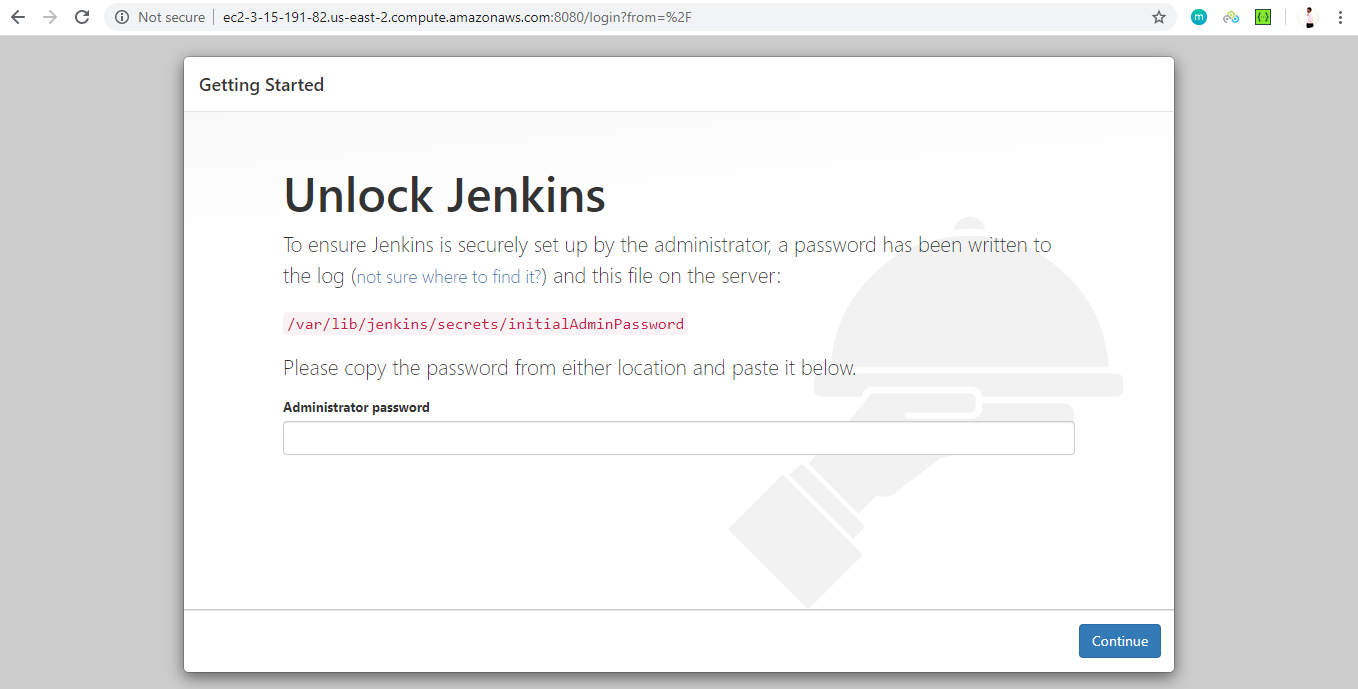 Not secure | ec2-3-15-191-82.us-east-2.compute.amazonaws.com:8080/login?from=%2F
m
Getting Started
Unlock Jenkins
To ensure Jenkins is securely set up by the administrator, a password has been written to
the log (not sure where to find it?) and this file on the server:
/var/lib/jenkins/secrets/initialAdminPassword
Please copy the password from either location and paste it below.
Administrator password
Continue